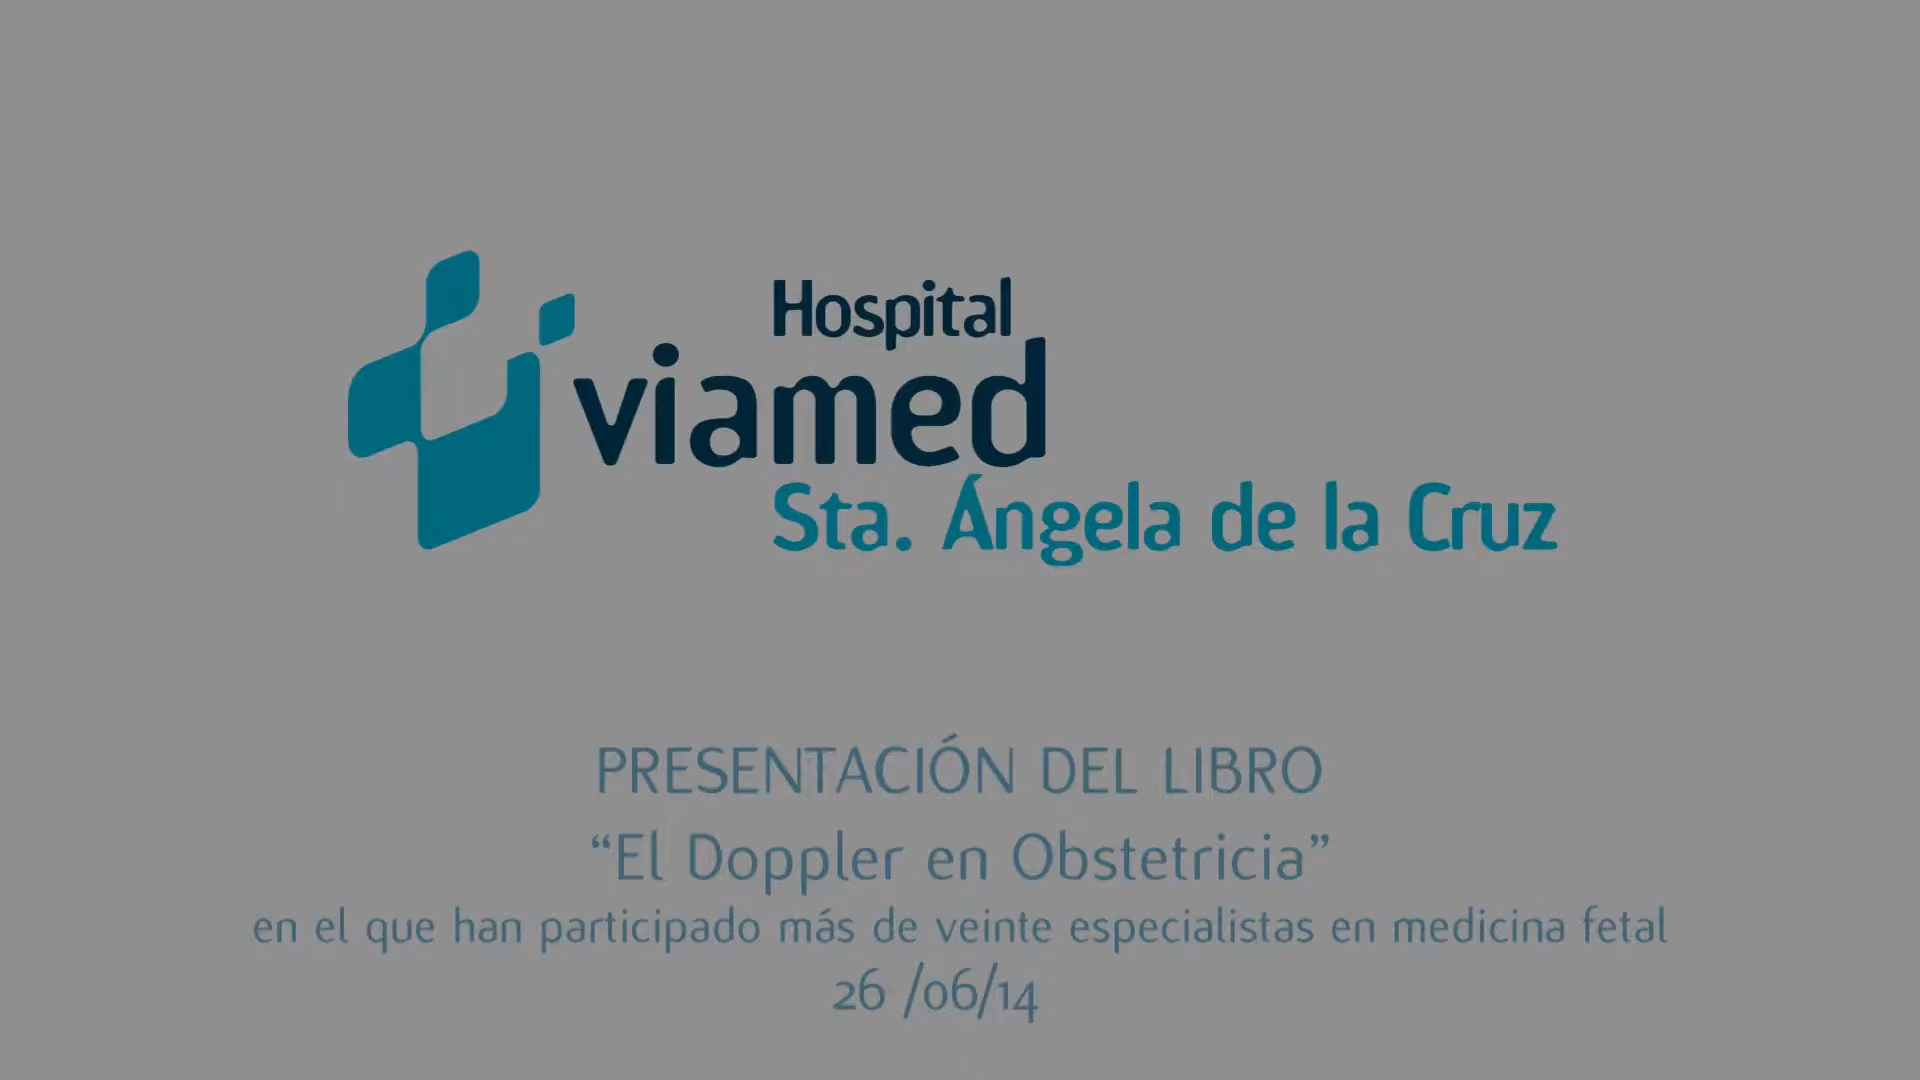 Hospital
viamed
Sta. Ángela de la Cruz
PRESENTACIÓN DEL LIBRO
“El Doppler en Obstetricia”
en el que han participado más de veinte especialistas en medicina fetal
26 /06/14